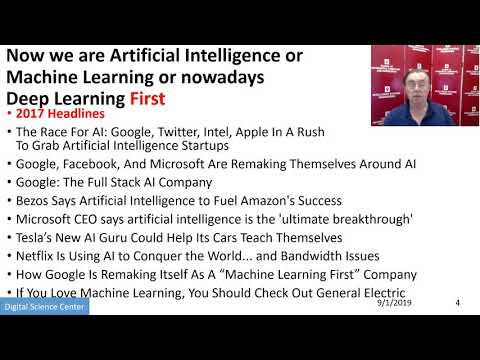 Now we are Artificial Intelligence or
Machine Learning or nowadays
Deep Learning First
• 2017 Headlines
• The Race For AI: Google, Twitter, Intel, Apple In A Rush
To Grab Artificial Intelligence Startups
• Google, Facebook, And Microsoft Are Remaking Themselves Around AI
• Google: The Full Stack AI Company
• Bezos Says Artificial Intelligence to Fuel Amazon's Success
• Microsoft CEO says artificial intelligence is the 'ultimate breakthrough'
• Tesla’s New AI Guru Could Help Its Cars Teach Themselves
• Netflix Is Using AI to Conquer the World... and Bandwidth Issues
• How Google Is Remaking Itself As A “Machine Learning First” Company
• If You Love Machine Learning, You Should Check Out General Electric
Digital Science Center
9/1/2019
4